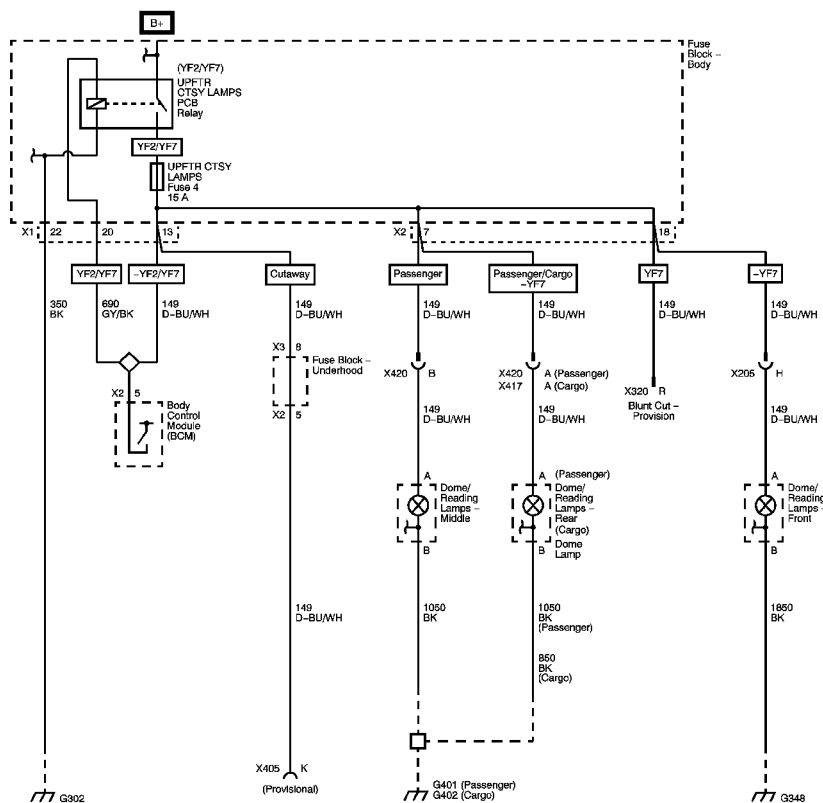 B+
Fuse
Block –
Body
(YF2/YF7)
UPFTR
CTSY LAMPS
PCB
Relay
YF2/YF7
UPFTR CTSY
LAMPS
Fuse 4
15 A
X1 22 20 13 X2 7 18
YF2/YF7 –YF2/YF7 Cutaway Passenger Passenger/Cargo
–YF7 YF7 –YF7
350
BK
690
GY/BK
149
D–BU/WH
149
D–BU/WH
149
D–BU/WH
149
D–BU/WH
149
D–BU/WH
149
D–BU/WH
X3 8
Fuse Block –
Underhood
X2 5
X420 B
X420 A (Passenger)
X417 A (Cargo)
X320 R
Blunt Cut –
Provision
X205 H
X2 5
Body
Control
Module
(BCM)
149
D–BU/WH
149
D–BU/WH
149
D–BU/WH
A
Dome/
Reading
Lamps –
Middle
B
A (Passenger)
Dome/
Reading
Lamps –
Rear
(Cargo)
Dome
Lamp
B
A
Dome/
Reading
Lamps –
Front
B
149
D–BU/WH
1050
BK
1050
BK
(Passenger)
850
BK
(Cargo)
1850
BK
X405 K
(Provisional)
G302
G401 (Passenger)
G402 (Cargo)
G348